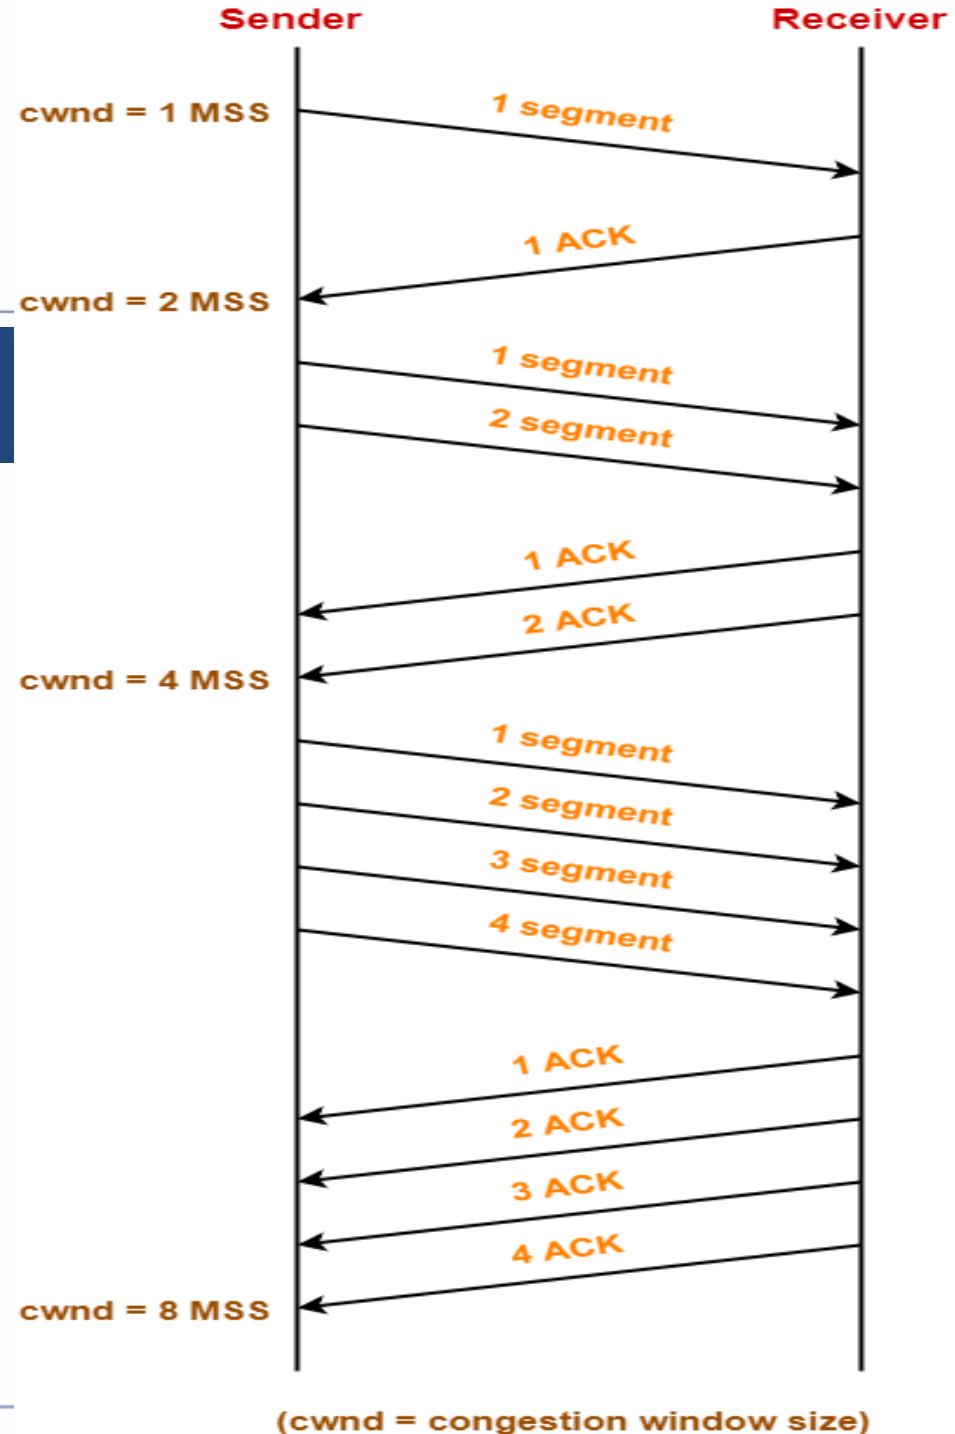 Sender
Receiver
cwnd = 1 MSS
1 segment
1 ACK
cwnd = 2 MSS
1 segment
2 segment
1 ACK
2 ACK
cwnd = 4 MSS
1 segment
2 segment
3 segment
4 segment
1 ACK
2 ACK
3 ACK
4 ACK
cwnd = 8 MSS
(cwnd = congestion window size)